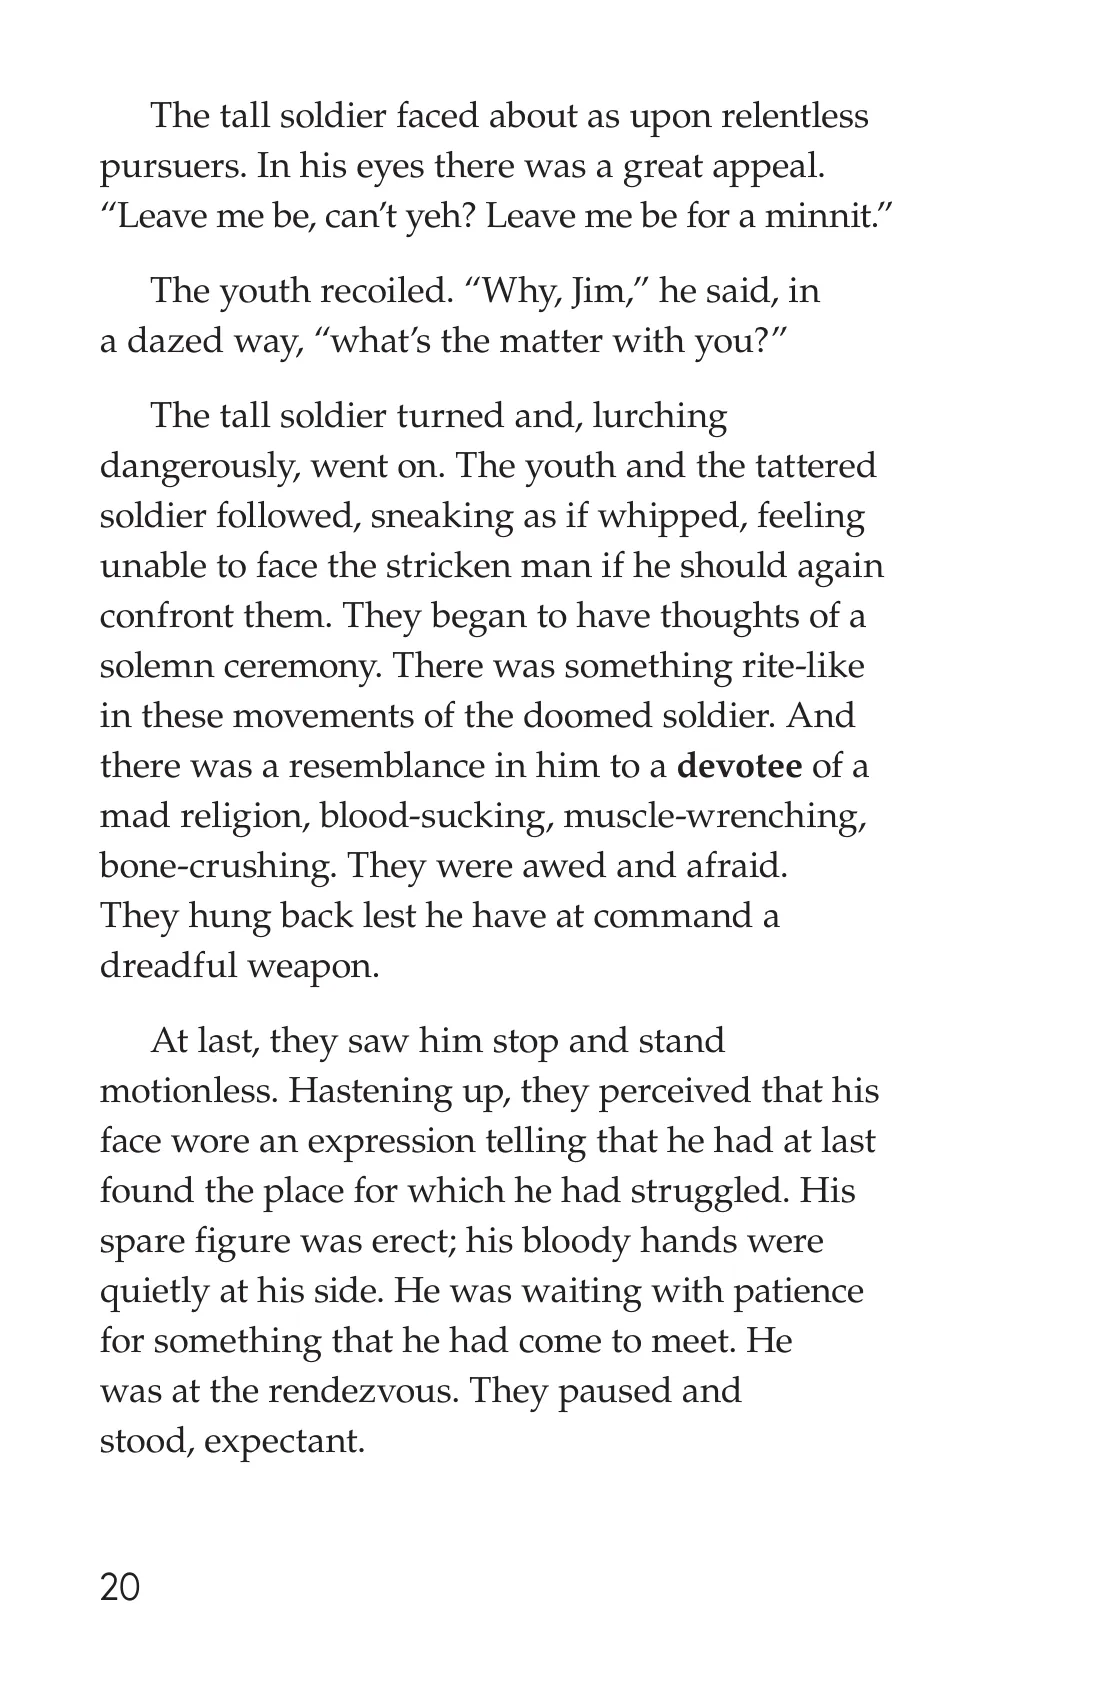 The tall soldier faced about as upon relentless
pursuers. In his eyes there was a great appeal.
“Leave me be, can’t yeh? Leave me be for a minnit.”
The youth recoiled. “Why, Jim,” he said, in
a dazed way, “what’s the matter with you?”
The tall soldier turned and, lurching
dangerously, went on. The youth and the tattered
soldier followed, sneaking as if whipped, feeling
unable to face the stricken man if he should again
confront them. They began to have thoughts of a
solemn ceremony. There was something rite-like
in these movements of the doomed soldier. And
there was a resemblance in him to a devotee of a
mad religion, blood-sucking, muscle-wrenching,
bone-crushing. They were awed and afraid.
They hung back lest he have at command a
dreadful weapon.
At last, they saw him stop and stand
motionless. Hastening up, they perceived that his
face wore an expression telling that he had at last
found the place for which he had struggled. His
spare figure was erect; his bloody hands were
quietly at his side. He was waiting with patience
for something that he had come to meet. He
was at the rendezvous. They paused and
stood, expectant.
20